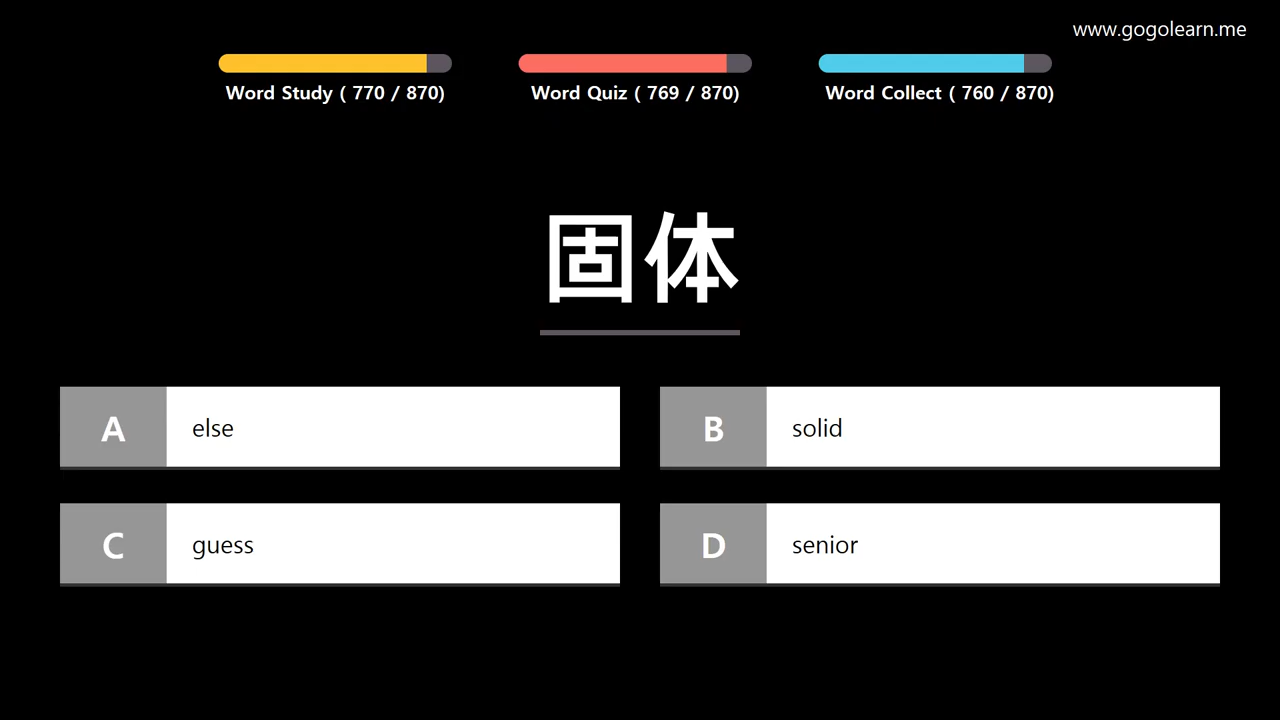 www.gogolearn.me
Word Study ( 770 / 870)
Word Quiz ( 769 / 870)
Word Collect ( 760 / 870)
固体
A else
B solid
C guess
D senior